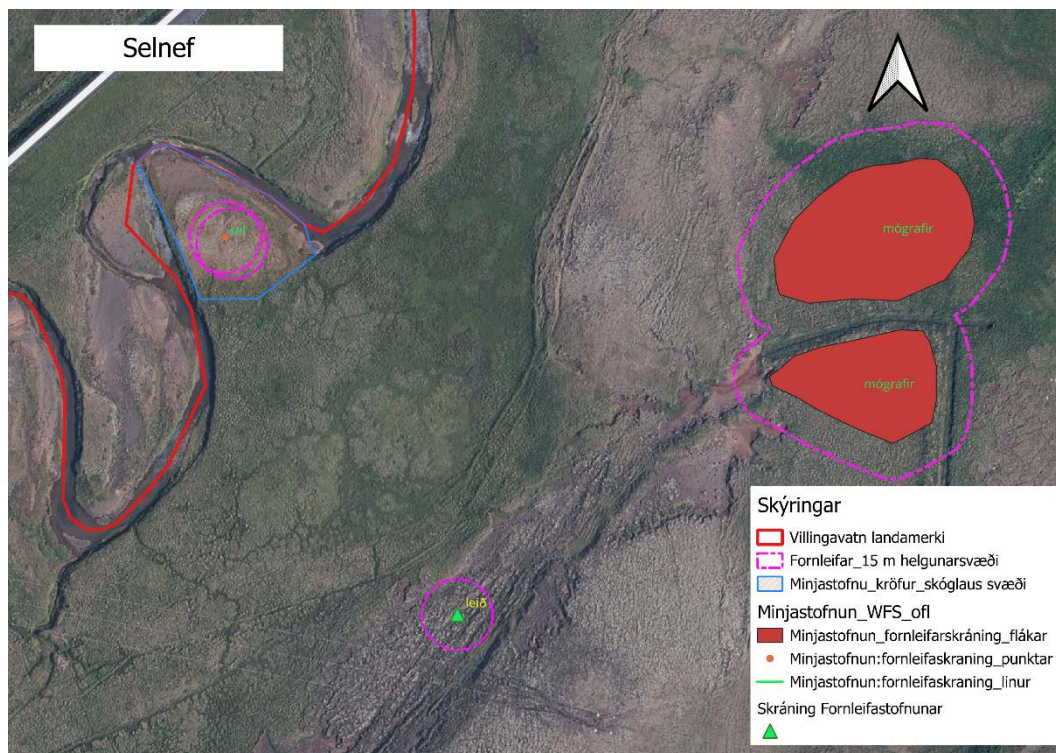 Selnef
sel
mógrafir
mógrafir
leið
Skýringar
Villingavatn landamerki
Fornleifar_15 m helgunarsvæði
Minjastofnu_kröfur_skóglaus svæði
Minjastofnun_WFS_ofl
Minjastofnun_fornleifarskráning_flákar
Minjastofnun:fornleifaskraning_punktar
Minjastofnun:fornleifaskraning_linur
Skráning Fornleifastofnunar